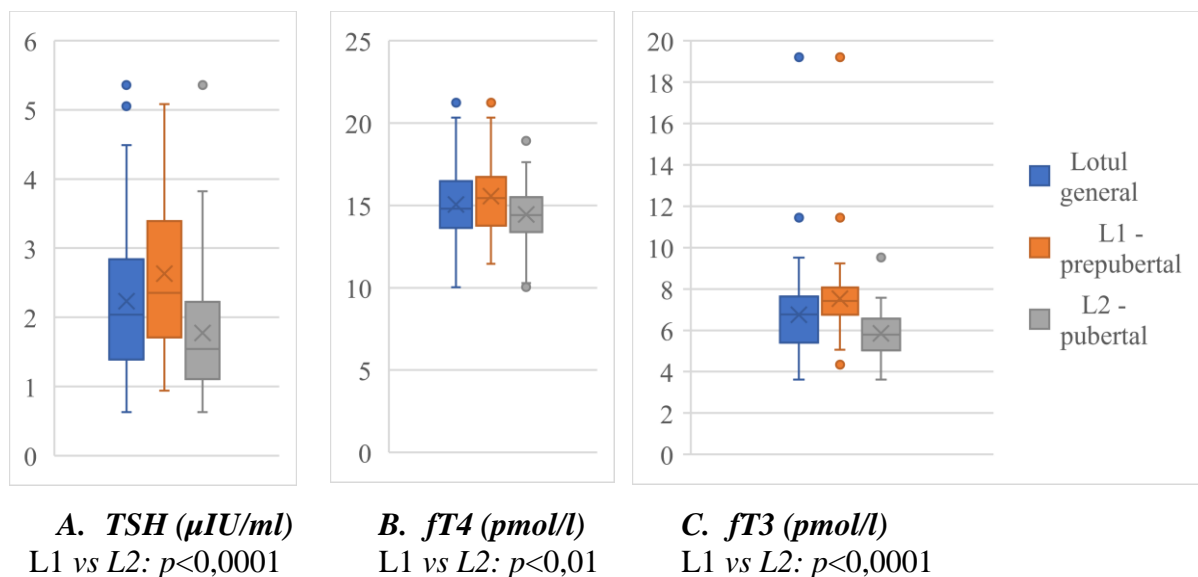 6
5
4
3
2
1
0
25
20
15
10
5
0
20
18
16
14
12
10
8
6
4
2
0
Lotul
general
L1 -
prepubertal
L2 -
pubertal
A. TSH (µIU/ml)
L1 vs L2: p<0,0001
B. fT4 (pmol/l)
L1 vs L2: p<0,01
C. fT3 (pmol/l)
L1 vs L2: p<0,0001